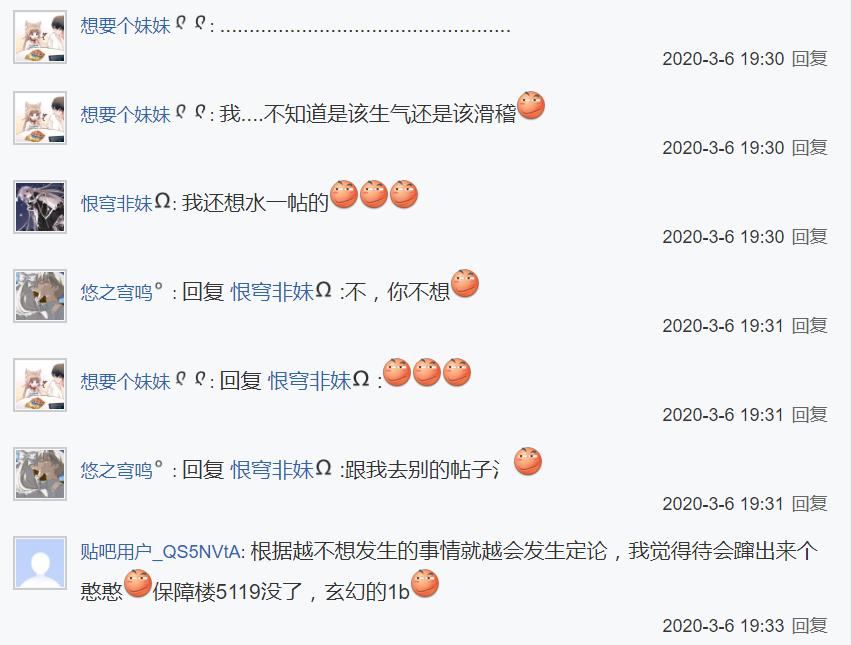 想要个妹妹ᖗ ᖗ: ..................................................
2020-3-6 19:30 回复
想要个妹妹ᖗ ᖗ: 我....不知道是该生气还是该滑稽
2020-3-6 19:30 回复
恨穹非妹Ω: 我还想水一帖的
2020-3-6 19:30 回复
悠之穹鸣° : 回复 恨穹非妹Ω :不，你不想
2020-3-6 19:31 回复
想要个妹妹ᖗ ᖗ: 回复 恨穹非妹Ω :
2020-3-6 19:31 回复
悠之穹鸣° : 回复 恨穹非妹Ω :跟我去别的帖子氵
2020-3-6 19:31 回复
贴吧用户_QS5NVtA: 根据越不想发生的事情就越会发生定论，我觉得待会蹿出来个
憨憨保障楼5119没了，玄幻的1b
2020-3-6 19:33 回复